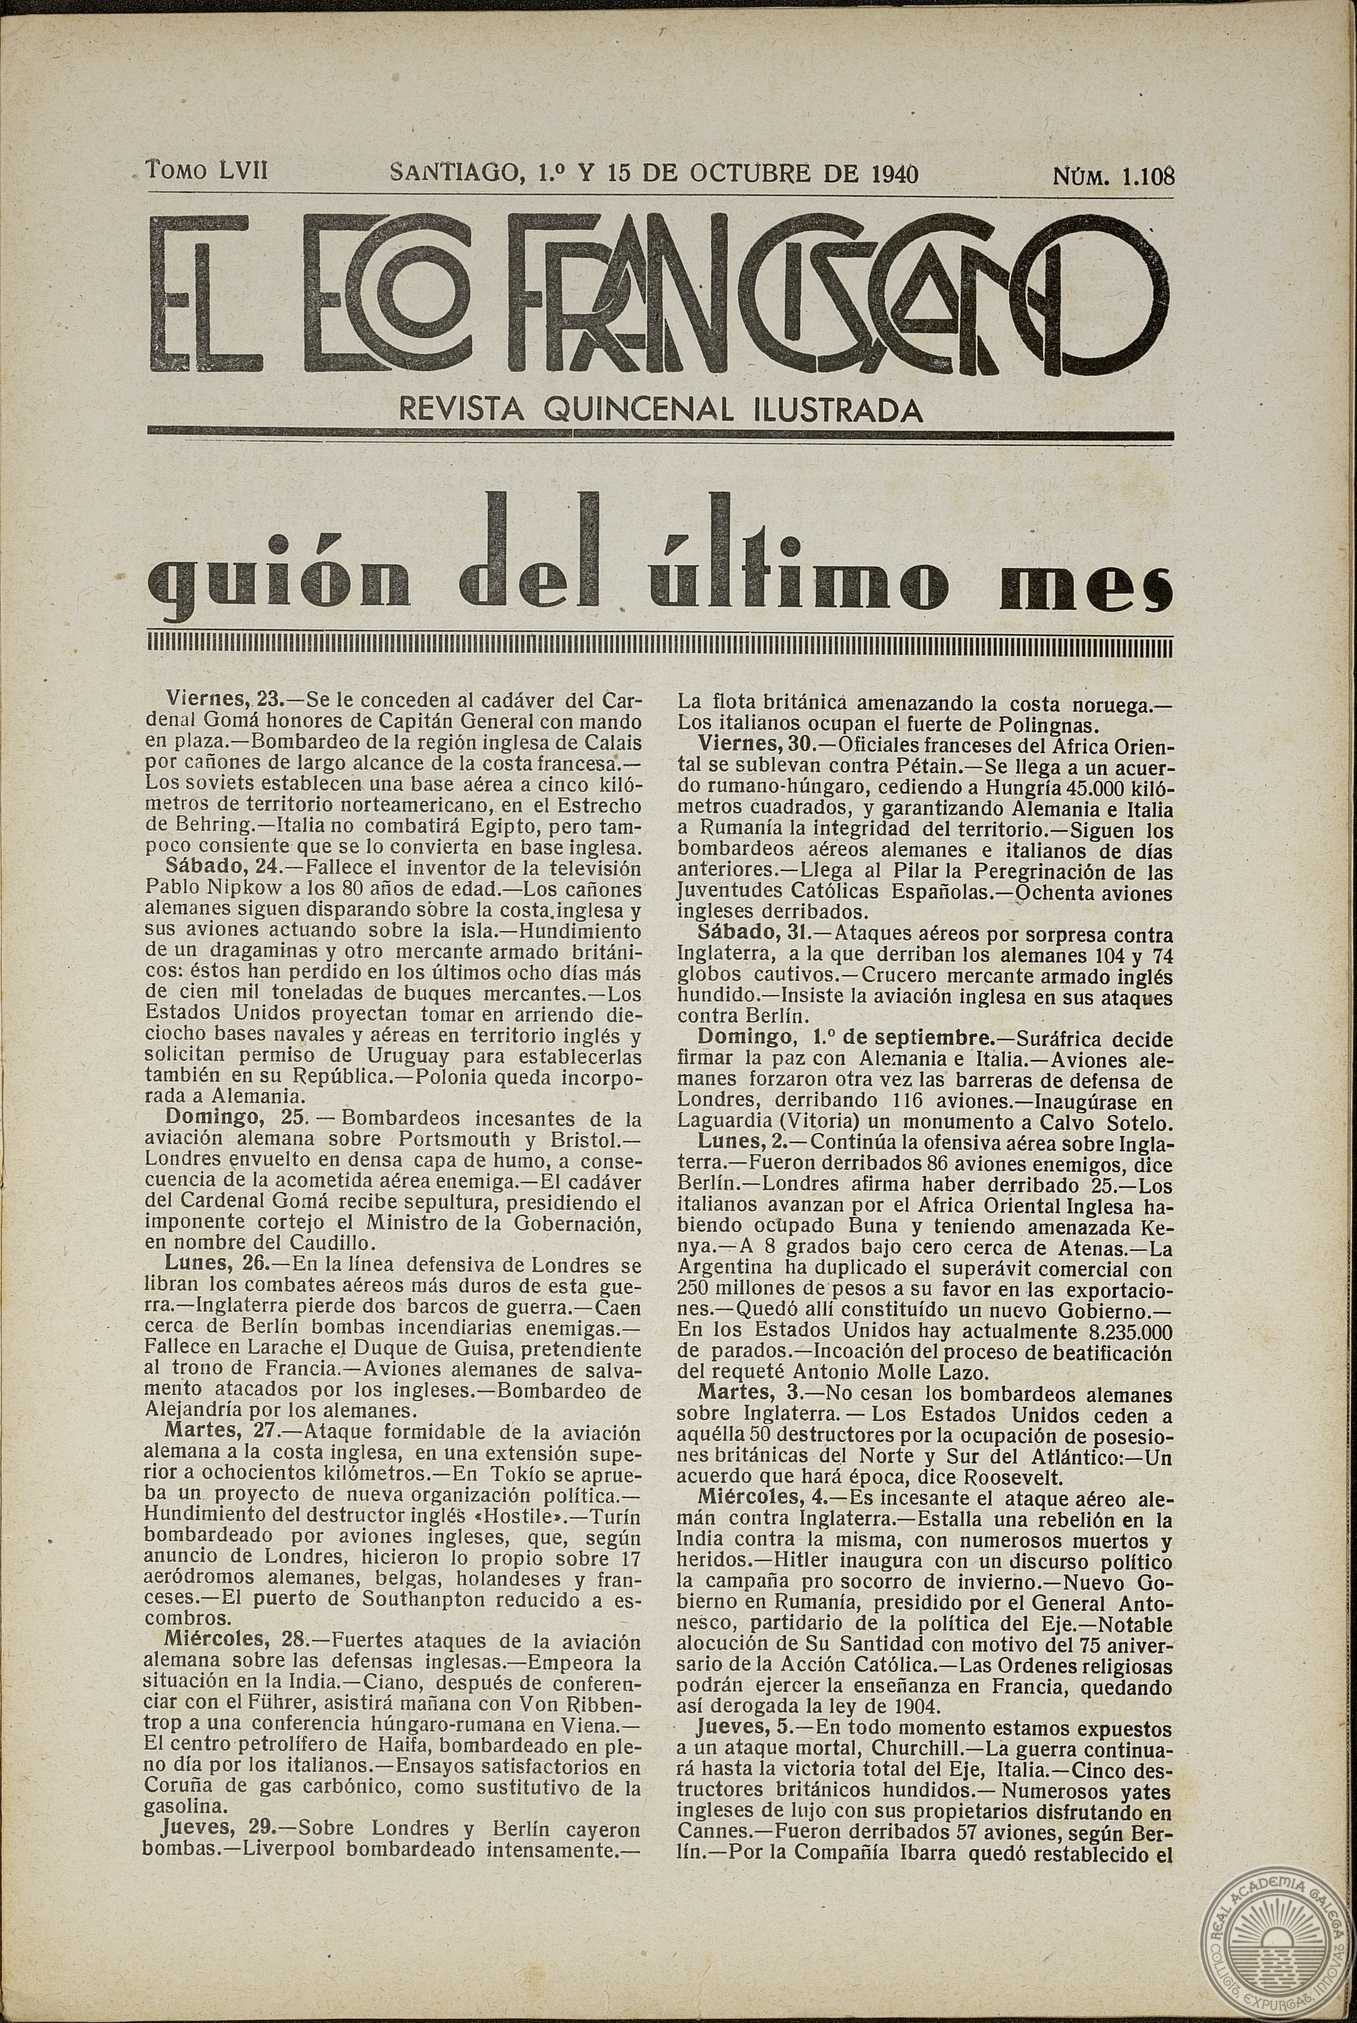 Tomo LVII SANTIAGO, 1.º Y 15 DE OCTUBRE DE 1940 NÚM. 1.108
EL ECO FRANCISCANO
REVISTA QUINCENAL ILUSTRADA
guión del último mes
Viernes, 23.—Se le conceden al cadáver del Car-
denal Gomá honores de Capitán General con mando
en plaza.—Bombardeo de la región inglesa de Calais
por cañones de largo alcance de la costa francesa.—
Los soviets establecen una base aérea a cinco kiló-
metros de territorio norteamericano, en el Estrecho
de Behring.—Italia no combatirá Egipto, pero tam-
poco consiente que se lo convierta en base inglesa.
Sábado, 24.—Fallece el inventor de la televisión
Pablo Nipkow a los 80 años de edad.—Los cañones
alemanes siguen disparando sobre la costa inglesa y
sus aviones actuando sobre la isla.—Hundimiento
de un dragaminas y otro mercante armado británi-
cos: éstos han perdido en los últimos ocho días más
de cien mil toneladas de buques mercantes.—Los
Estados Unidos proyectan tomar en arriendo die-
ciocho bases navales y aéreas en territorio inglés y
solicitan permiso de Uruguay para establecerlas
también en su República.—Polonia queda incorpo-
rada a Alemania.
Domingo, 25.—Bombardeos incesantes de la
aviación alemana sobre Portsmouth y Bristol.—
Londres envuelto en densa capa de humo, a conse-
cuencia de la acometida aérea enemiga.—El cadáver
del Cardenal Gomá recibe sepultura, presidiendo el
imponente cortejo el Ministro de la Gobernación,
en nombre del Caudillo.
Lunes, 26.—En la línea defensiva de Londres se
libran los combates aéreos más duros de esta gue-
rra.—Inglaterra pierde dos barcos de guerra.—Caen
cerca de Berlín bombas incendiarias enemigas.—
Fallece en Larache el Duque de Guisa, pretendiente
al trono de Francia.—Aviones alemanes de salva-
mento atacados por los ingleses.—Bombardeo de
Alejandría por los alemanes.
Martes, 27.—Ataque formidable de la aviación
alemana a la costa inglesa, en una extensión supe-
rior a ochocientos kilómetros.—En Tokío se aprue-
ba un proyecto de nueva organización política.—
Hundimiento del destructor inglés «Hostile».—Turín
bombardeado por aviones ingleses, que, según
anuncio de Londres, hicieron lo propio sobre 17
aeródromos alemanes, belgas, holandeses y fran-
ceses.—El puerto de Southanpton reducido a es-
combros.
Miércoles, 28.—Fuertes ataques de la aviación
alemana sobre las defensas inglesas.—Empeora la
situación en la India.—Ciano, después de conferen-
ciar con el Führer, asistirá mañana con Von Ribben-
trop a una conferencia húngaro-rumana en Viena.—
El centro petrolífero de Haifa, bombardeado en ple-
no día por los italianos.—Ensayos satisfactorios en
Coruña de gas carbónico, como sustitutivo de la
gasolina.
Jueves, 29.—Sobre Londres y Berlín cayeron
bombas.—Liverpool bombardeado intensamente.—
La flota británica amenazando la costa noruega.—
Los italianos ocupan el fuerte de Polingnas.
Viernes, 30.—Oficiales franceses del Africa Orien-
tal se sublevan contra Pétain.—Se llega a un acuer-
do rumano-húngaro, cediendo a Hungría 45.000 kiló-
metros cuadrados, y garantizando Alemania e Italia
a Rumanía la integridad del territorio.—Siguen los
bombardeos aéreos alemanes e italianos de días
anteriores.—Llega al Pilar la Peregrinación de las
Juventudes Católicas Españolas.—Ochenta aviones
ingleses derribados.
Sábado, 31.—Ataques aéreos por sorpresa contra
Inglaterra, a la que derriban los alemanes 104 y 74
globos cautivos.—Crucero mercante armado inglés
hundido.—Insiste la aviación inglesa en sus ataques
contra Berlín.
Domingo, 1.º de septiembre.—Suráfrica decide
firmar la paz con Alemania e Italia.—Aviones ale-
manes forzaron otra vez las barreras de defensa de
Londres, derribando 116 aviones.—Inaugúrase en
Laguardia (Vitoria) un monumento a Calvo Sotelo.
Lunes, 2.—Continúa la ofensiva aérea sobre Ingla-
terra.—Fueron derribados 86 aviones enemigos, dice
Berlín.—Londres afirma haber derribado 25.—Los
italianos avanzan por el Africa Oriental Inglesa ha-
biendo ocupado Buna y teniendo amenazada Ke-
nya.—A 8 grados bajo cero cerca de Atenas.—La
Argentina ha duplicado el superávit comercial con
250 millones de pesos a su favor en las exportacio-
nes.—Quedó allí constituído un nuevo Gobierno.—
En los Estados Unidos hay actualmente 8.235.000
de parados.—Incoación del proceso de beatificación
del requeté Antonio Molle Lazo.
Martes, 3.—No cesan los bombardeos alemanes
sobre Inglaterra.—Los Estados Unidos ceden a
aquélla 50 destructores por la ocupación de posesio-
nes británicas del Norte y Sur del Atlántico:—Un
acuerdo que hará época, dice Roosevelt.
Miércoles, 4.—Es incesante el ataque aéreo ale-
mán contra Inglaterra.—Estalla una rebelión en la
India contra la misma, con numerosos muertos y
heridos.—Hitler inaugura con un discurso político
la campaña pro socorro de invierno.—Nuevo Go-
bierno en Rumanía, presidido por el General Anto-
nesco, partidario de la política del Eje.—Notable
alocución de Su Santidad con motivo del 75 aniver-
sario de la Acción Católica.—Las Ordenes religiosas
podrán ejercer la enseñanza en Francia, quedando
así derogada la ley de 1904.
Jueves, 5.—En todo momento estamos expuestos
a un ataque mortal, Churchill.—La guerra continua-
rá hasta la victoria total del Eje, Italia.—Cinco des-
tructores británicos hundidos.—Numerosos yates
ingleses de lujo con sus propietarios disfrutando en
Cannes.—Fueron derribados 57 aviones, según Ber-
lín.—Por la Compañía Ibarra quedó restablecido el
REAL ACADEMIA GALEGA
COLLIGIT, EXPURGAT, INNOVAT